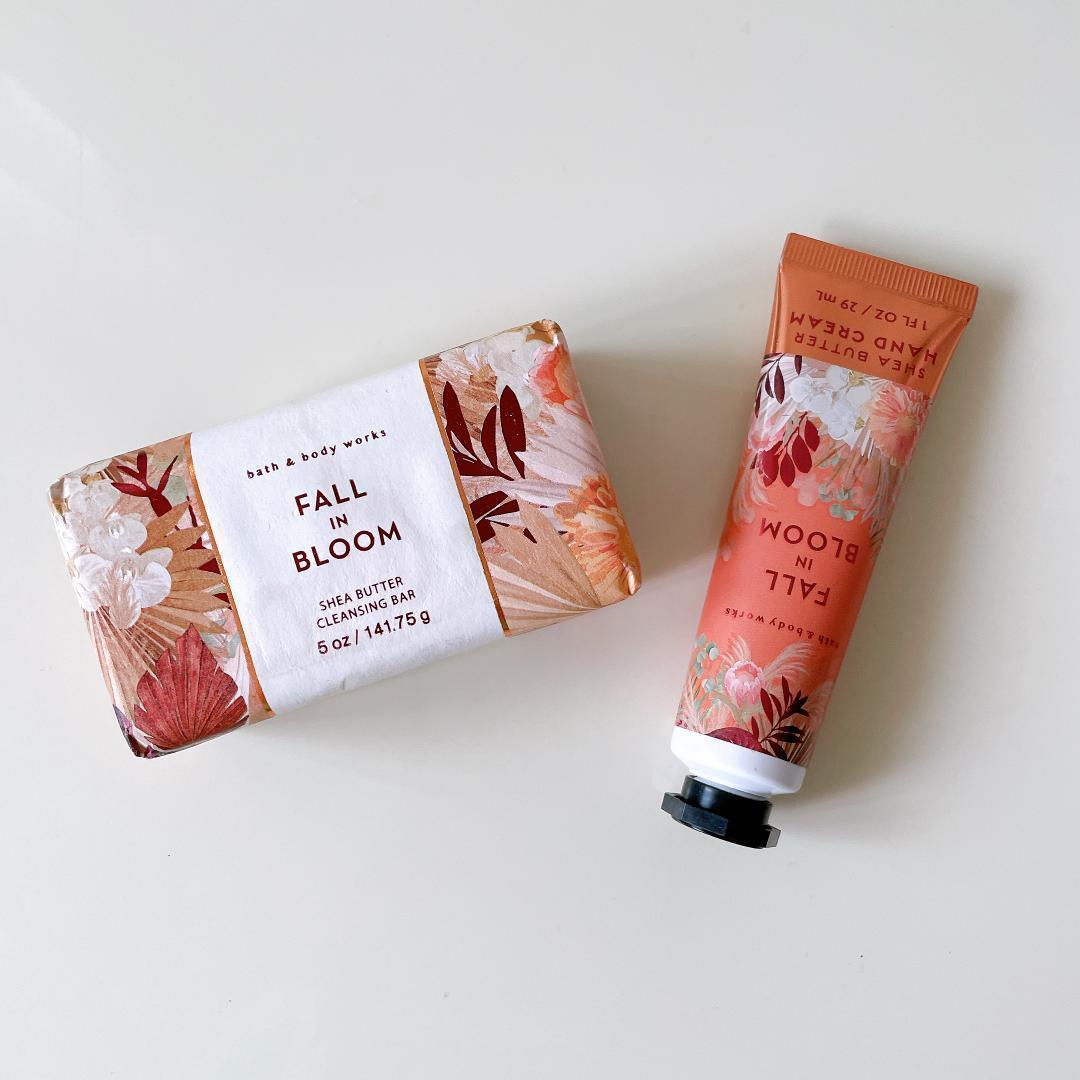 bath & body works
FALL
IN
BLOOM
SHEA BUTTER
CLEANSING BAR
5 oz / 141.75 g
bath & body works
FALL
IN
BLOOM
SHEA BUTTER
HAND CREAM
1 FL OZ / 29 mL